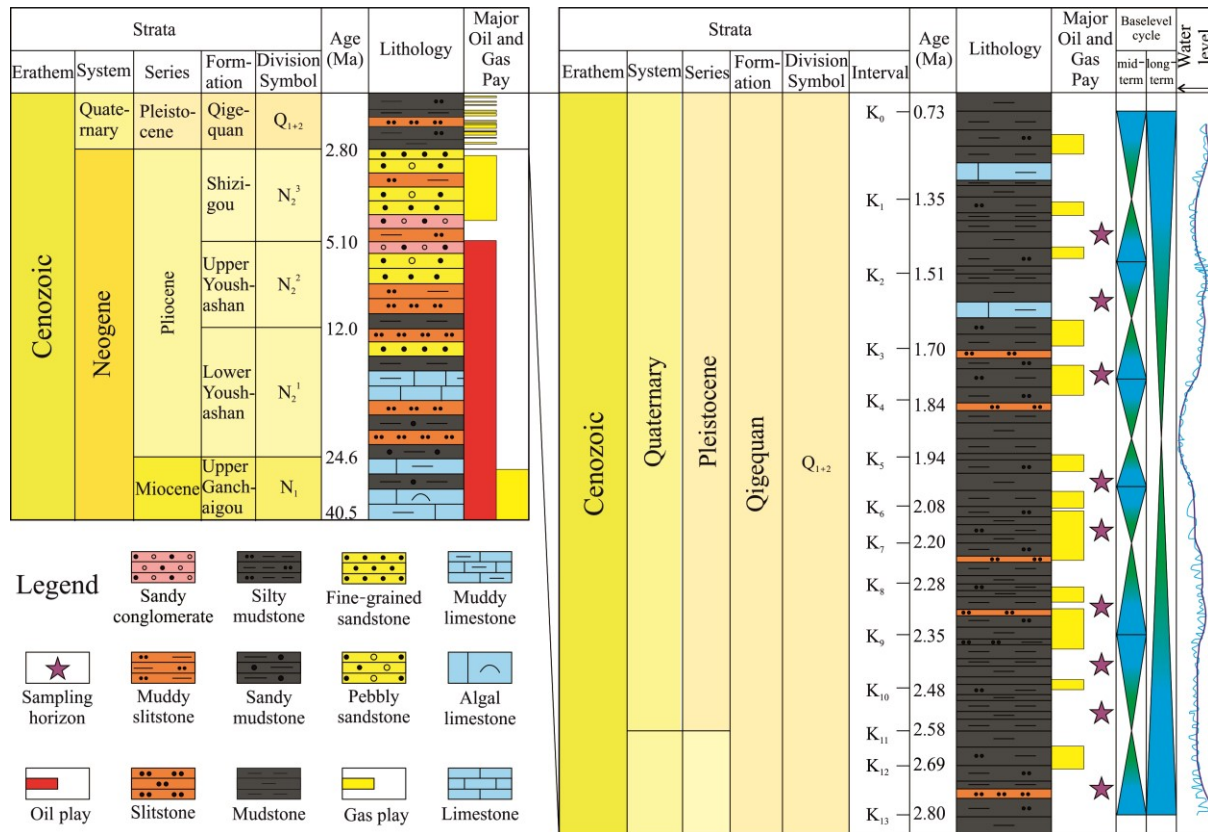 Strata
Age
(Ma)
Lithology
Major
Oil and
Gas
Pay
Erathem
System
Series
Form-
ation
Division
Symbol
Cenozoic
Quate-
rnary
Pleisto-
cene
Qige-
quan
Q1+2
2.80
Neogene
Pliocene
Shizi-
gou
N2^3
5.10
Upper
Yoush-
ashan
N2^2
12.0
Lower
Yoush-
ashan
N2^1
24.6
Miocene
Upper
Ganch-
aigou
N1
40.5
Legend
Sandy
conglomerate
Silty
mudstone
Fine-grained
sandstone
Muddy
limestone
Sampling
horizon
Muddy
slitstone
Sandy
mudstone
Pebbly
sandstone
Algal
limestone
Oil play
Slitstone
Mudstone
Gas play
Limestone
Strata
Age
(Ma)
Lithology
Major
Oil and
Gas
Pay
Baselevel
cycle
mid-
term
long-
term
Water
level
Erathem
System
Series
Form-
ation
Division
Symbol
Interval
Cenozoic
Quaternary
Pleistocene
Qigequan
Q1+2
K0 0.73
K1 1.35
K2 1.51
K3 1.70
K4 1.84
K5 1.94
K6 2.08
K7 2.20
K8 2.28
K9 2.35
K10 2.48
K11 2.58
K12 2.69
K13 2.80